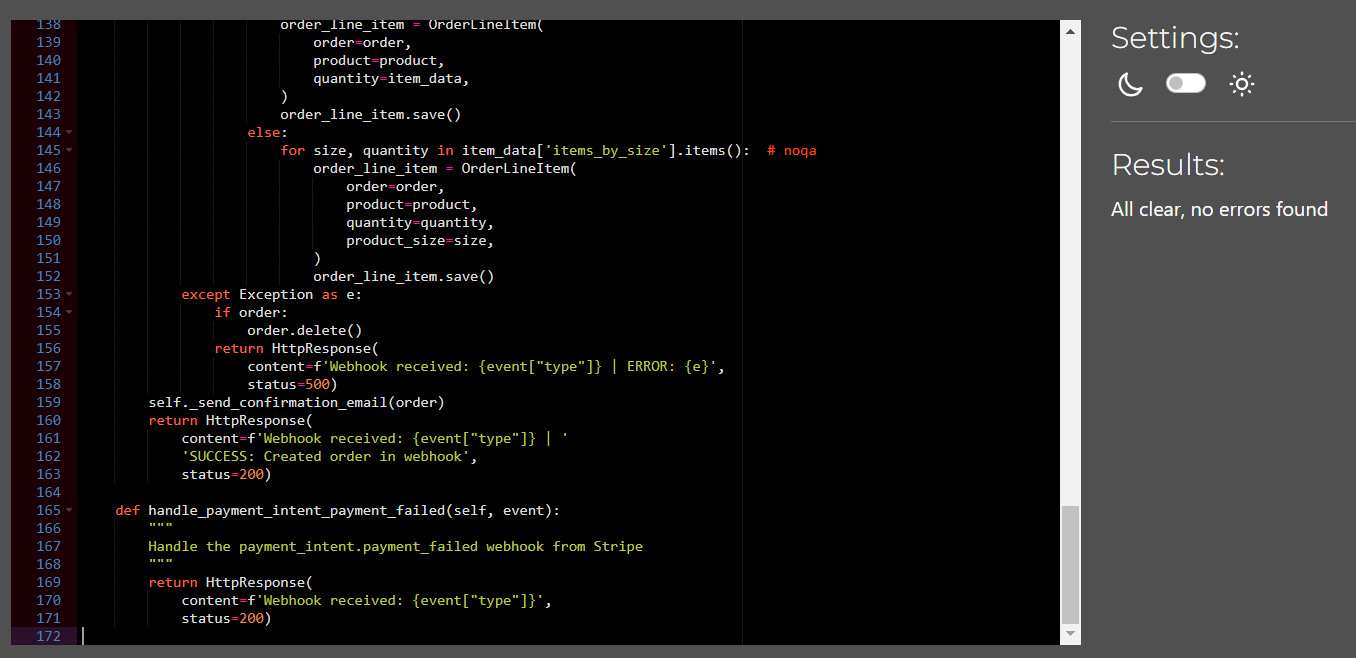 138 order_line_item = OrderLineItem(
139 order=order,
140 product=product,
141 quantity=item_data,
142 )
143 order_line_item.save()
144 else:
145 for size, quantity in item_data['items_by_size'].items():  # noqa
146 order_line_item = OrderLineItem(
147 order=order,
148 product=product,
149 quantity=quantity,
150 product_size=size,
151 )
152 order_line_item.save()
153 except Exception as e:
154 if order:
155 order.delete()
156 return HttpResponse(
157 content=f'Webhook received: {event["type"]} | ERROR: {e}',
158 status=500)
159 self._send_confirmation_email(order)
160 return HttpResponse(
161 content=f'Webhook received: {event["type"]} | '
162 'SUCCESS: Created order in webhook',
163 status=200)
164
165 def handle_payment_intent_payment_failed(self, event):
166 """
167 Handle the payment_intent.payment_failed webhook from Stripe
168 """
169 return HttpResponse(
170 content=f'Webhook received: {event["type"]}',
171 status=200)
172
Settings:
Results:
All clear, no errors found